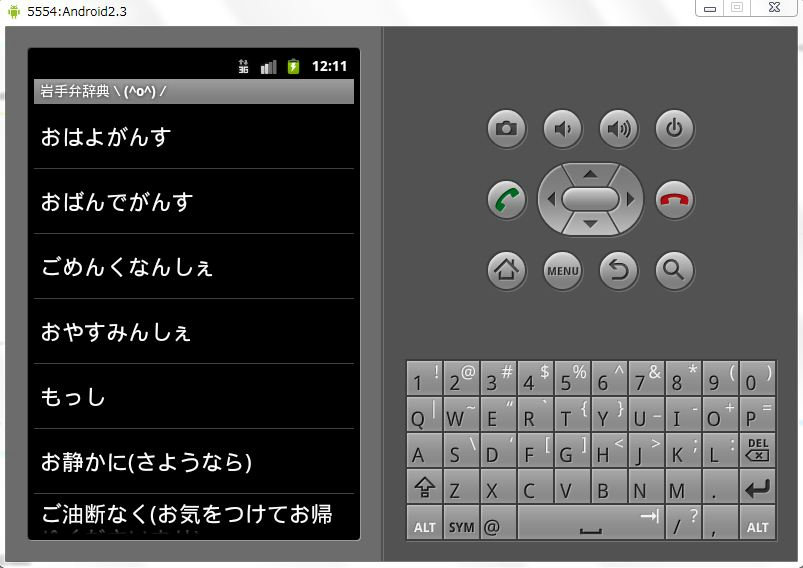 5554:Android2.3
3G 12:11
岩手弁辞典\(^o^)/
おはよがんす
おばんでがんす
ごめんくなんしぇ
おやすみんしぇ
もっし
お静かに(さようなら)
ご油断なく(お気をつけてお帰
MENU
1 ! 2 @ 3 # 4 $ 5 % 6 ^ 7 & 8 * 9 ( 0 )
Q | W ~ E " R ` T { Y } U _ I - O + P =
A S \ D ' F [ G ] H < J > K ; L : DEL
Z X C V B N M .
ALT SYM @ / ? , ALT